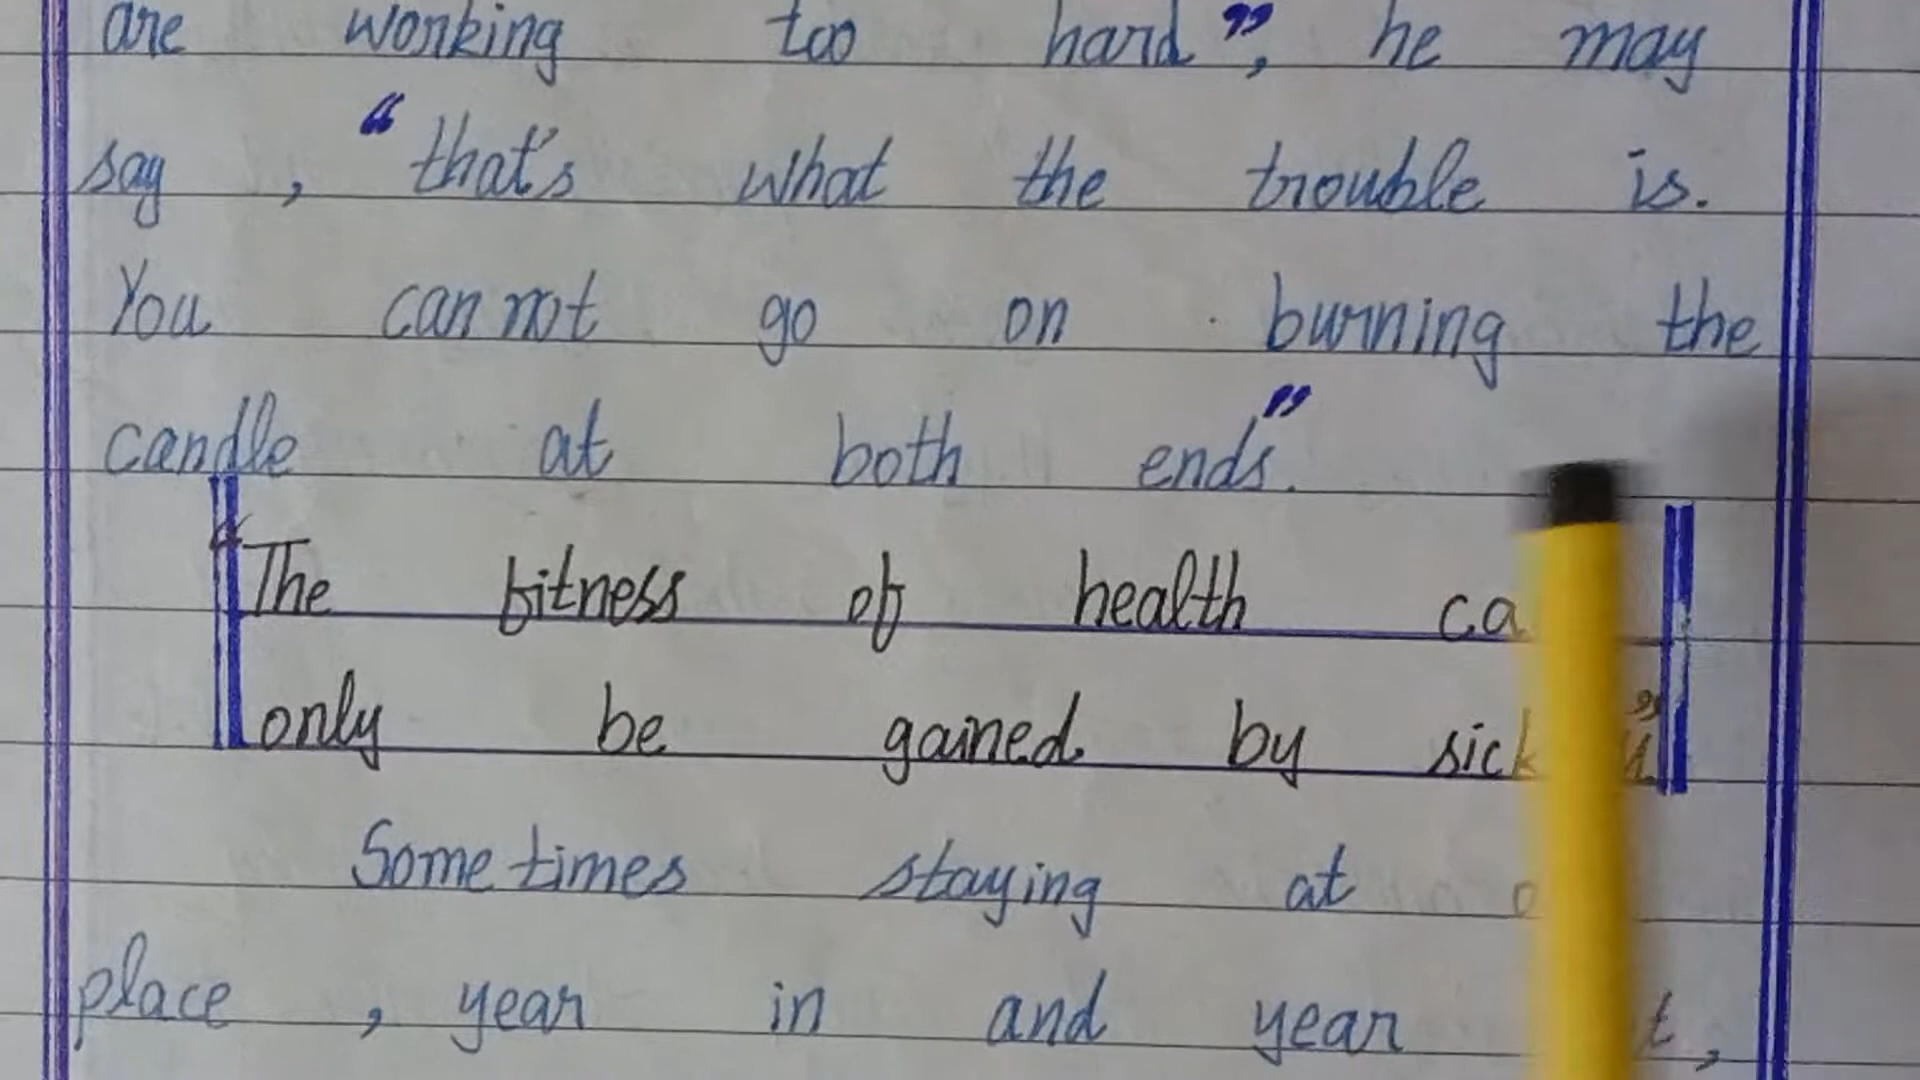 are working too hard”, he may
say , “that's what the trouble is.
You can not go on burning the
candle at both ends.”
“The fitness of health
only be gained by
Some times staying at
place , year in and year